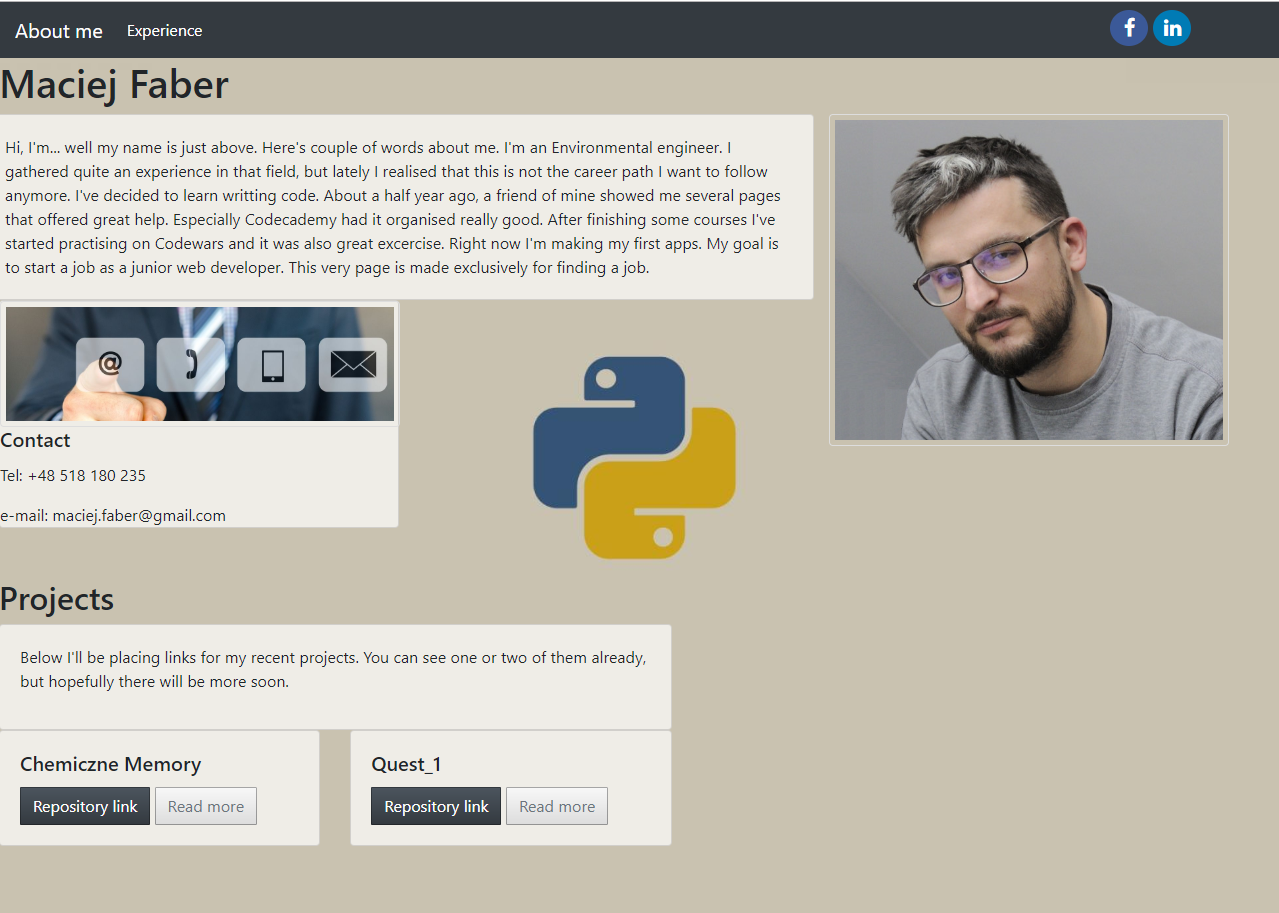 About me
Experience
f
in
Maciej Faber
Hi, I'm... well my name is just above. Here's couple of words about me. I'm an Environmental engineer. I
gathered quite an experience in that field, but lately I realised that this is not the career path I want to follow
anymore. I've decided to learn writting code. About a half year ago, a friend of mine showed me several pages
that offered great help. Especially Codecademy had it organised really good. After finishing some courses I've
started practising on Codewars and it was also great excercise. Right now I'm making my first apps. My goal is
to start a job as a junior web developer. This very page is made exclusively for finding a job.
@
Contact
Tel: +48 518 180 235
e-mail: maciej.faber@gmail.com
Projects
Below I'll be placing links for my recent projects. You can see one or two of them already,
but hopefully there will be more soon.
Chemiczne Memory
Repository link
Read more
Quest_1
Repository link
Read more